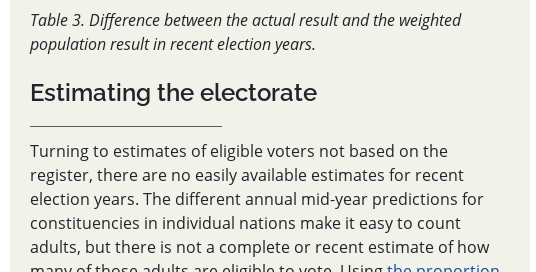 Table 3. Difference between the actual result and the weighted
population result in recent election years.
Estimating the electorate
Turning to estimates of eligible voters not based on the
register, there are no easily available estimates for recent
election years. The different annual mid-year predictions for
constituencies in individual nations make it easy to count
adults, but there is not a complete or recent estimate of how
many of those adults are eligible to vote. Using the proportion